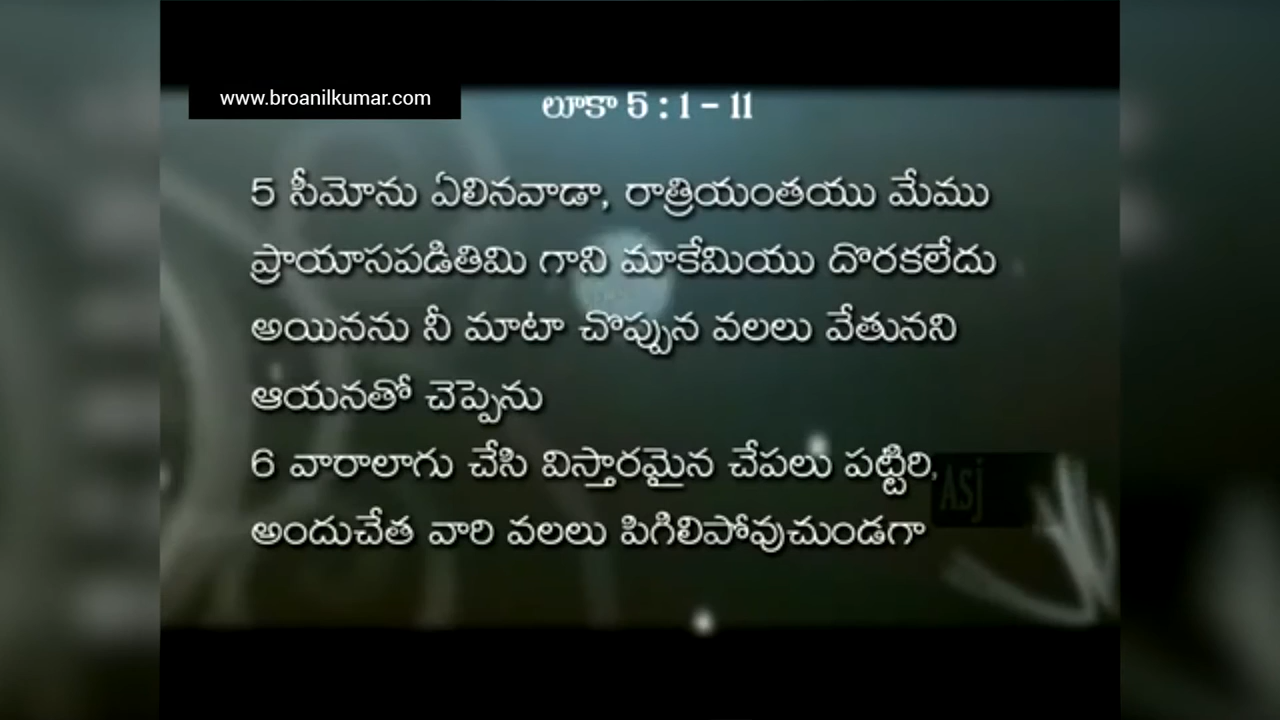 www.broanilkumar.com
లూకా 5 : 1 - 11
5 సీమోను ఏలినవాడా, రాత్రియంతయు మేము
ప్రాయాసపడితిమి గాని మాకేమియు దొరకలేదు
అయినను నీ మాటా చొప్పున వలలు వేతునని
ఆయనతో చెప్పెను
6 వారాలాగు చేసి విస్తారమైన చేపలు పట్టిరి,
అందుచేత వారి వలలు పిగిలిపోవుచుండగా
Asj